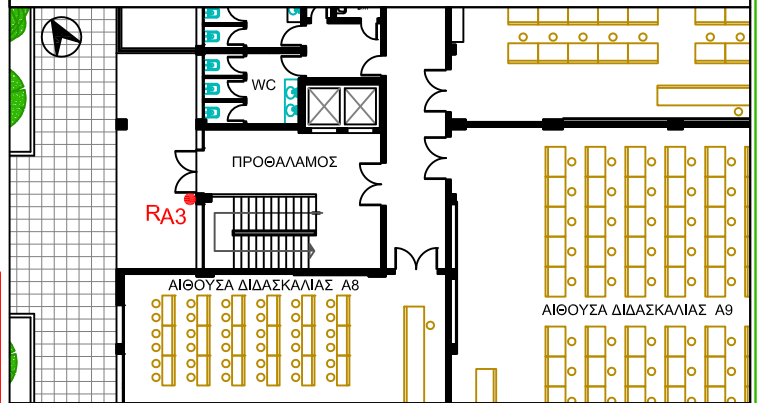 WC
ΠΡΟΘΑΛΑΜΟΣ
RA3
ΑΙΘΟΥΣΑ ΔΙΔΑΣΚΑΛΙΑΣ Α8
ΑΙΘΟΥΣΑ ΔΙΔΑΣΚΑΛΙΑΣ Α9